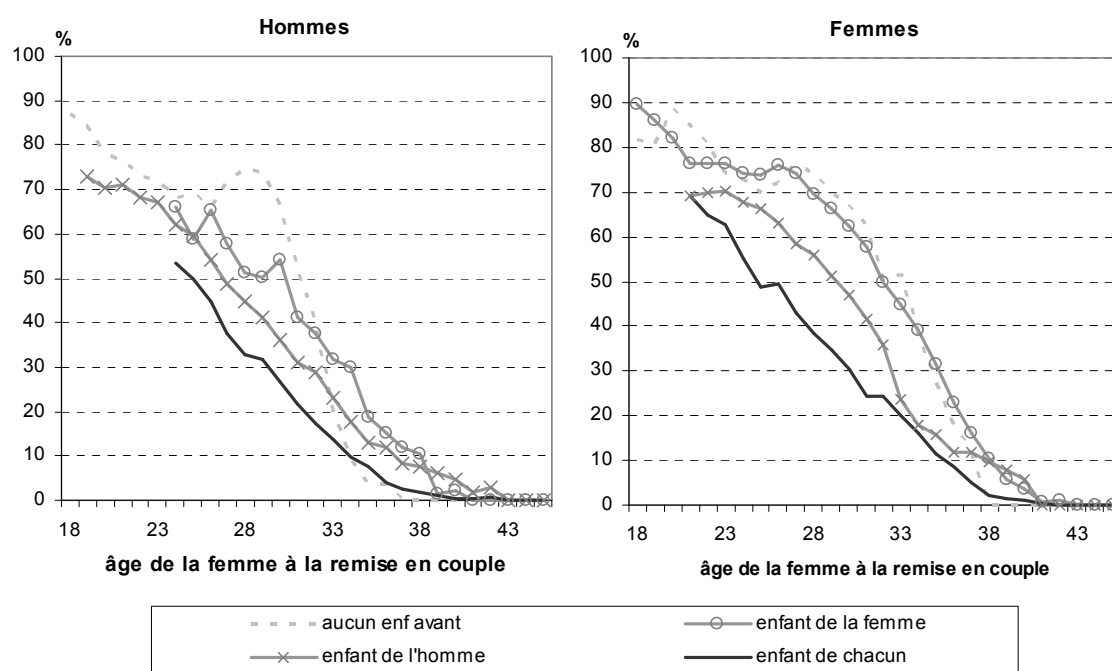 Hommes
%
100
90
80
70
60
50
40
30
20
10
0
18 23 28 33 38 43
âge de la femme à la remise en couple
Femmes
%
100
90
80
70
60
50
40
30
20
10
0
18 23 28 33 38 43
âge de la femme à la remise en couple
aucun enf avant
enfant de la femme
enfant de l'homme
enfant de chacun